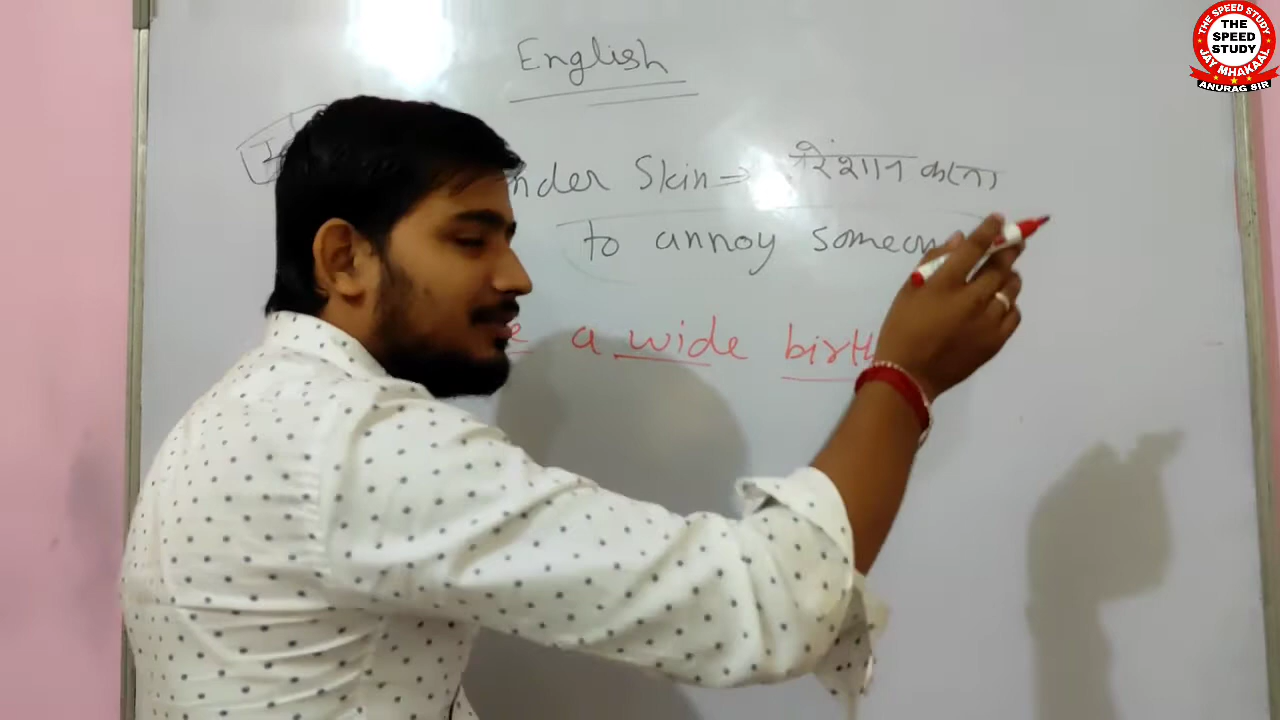 English
nder Skin → परेशान करना
to annoy someon
e a wide birth
THE SPEED STUDY
THE
SPEED
STUDY
JAY MHAKAAL
ANURAG SIR